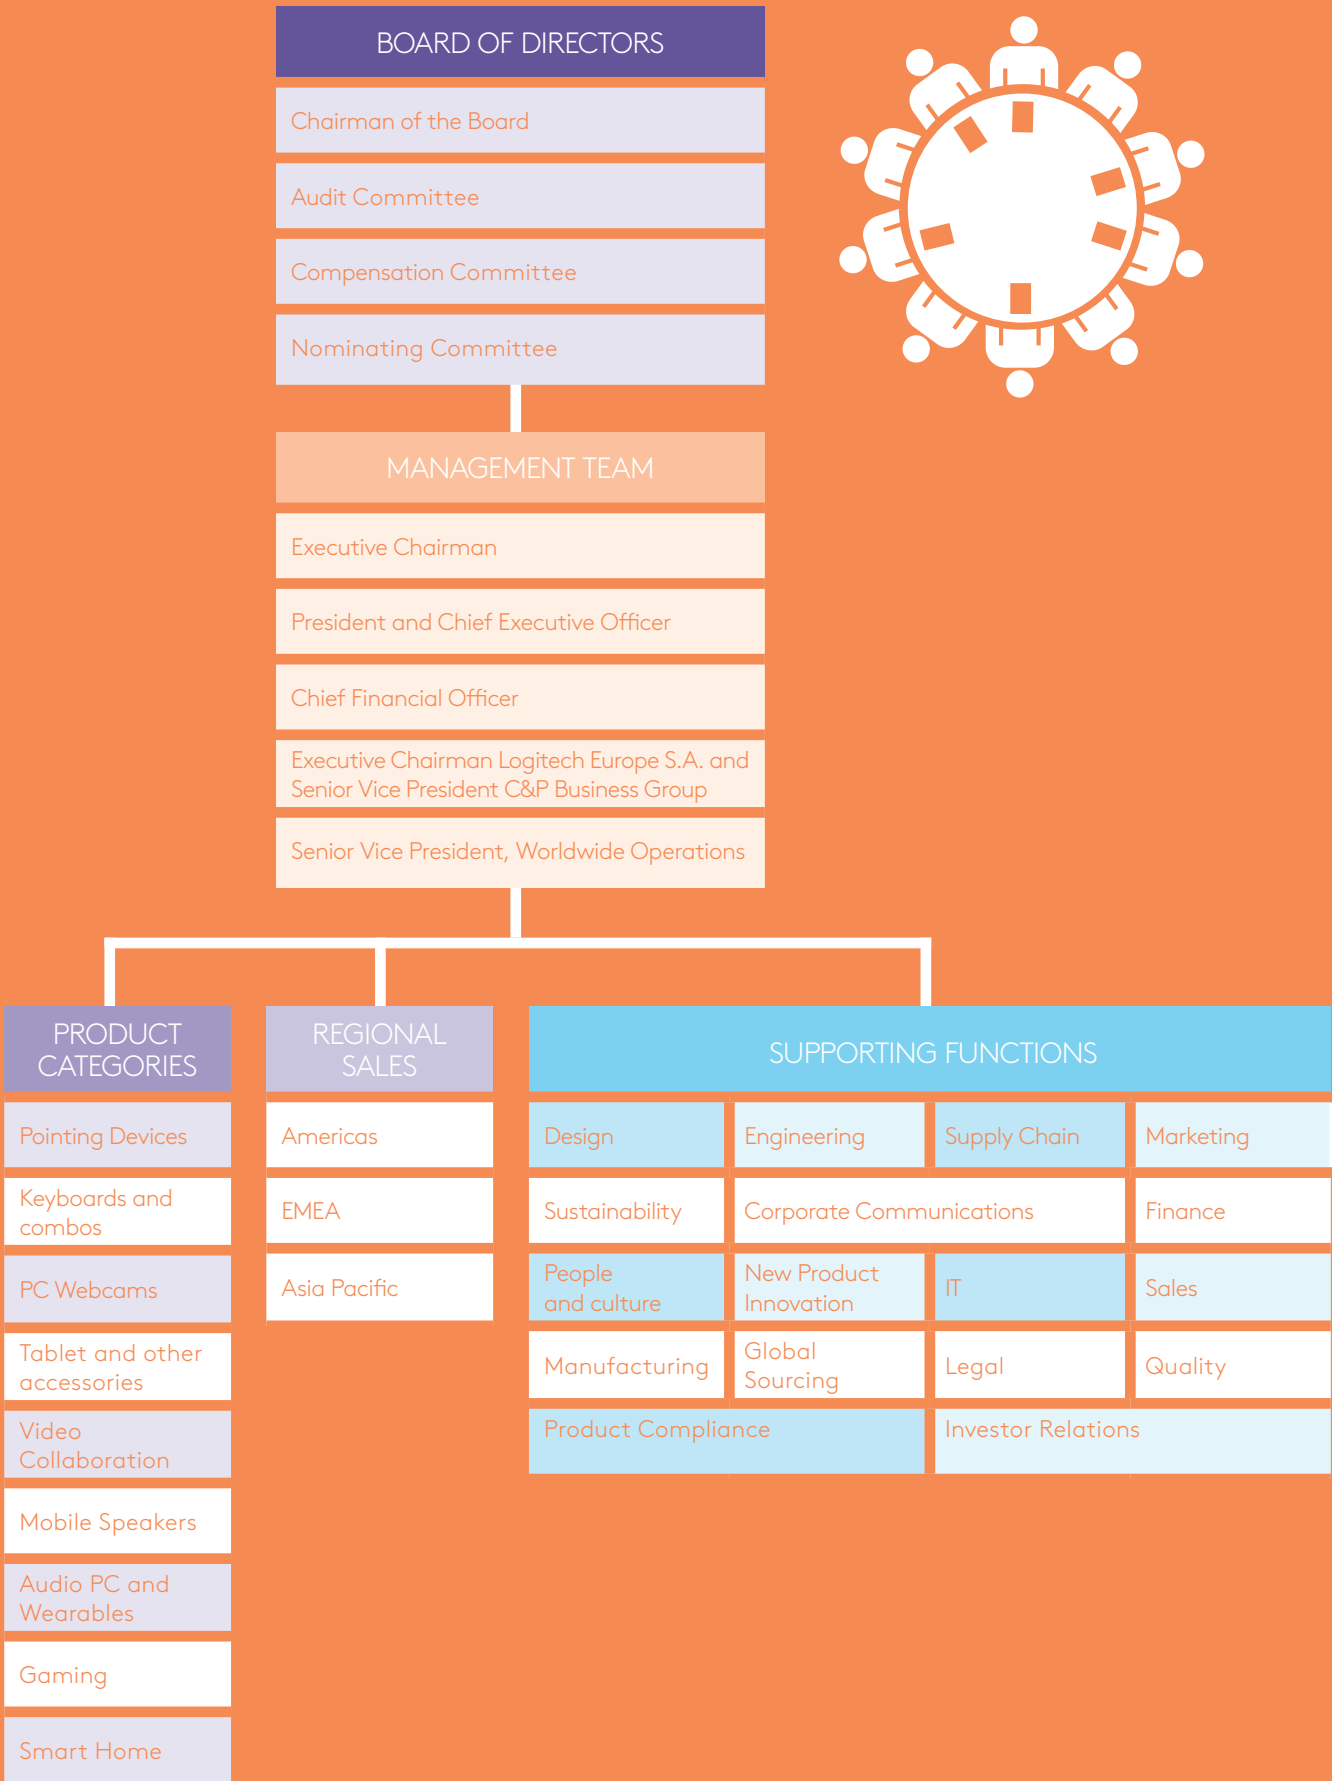 BOARD OF DIRECTORS
Chairman of the Board
Audit Committee
Compensation Committee
Nominating Committee
MANAGEMENT TEAM
Executive Chairman
President and Chief Executive Officer
Chief Financial Officer
Executive Chairman Logitech Europe S.A. and
Senior Vice President C&P Business Group
Senior Vice President, Worldwide Operations
PRODUCT
CATEGORIES
Pointing Devices
Keyboards and
combos
PC Webcams
Tablet and other
accessories
Video
Collaboration
Mobile Speakers
Audio PC and
Wearables
Gaming
Smart Home
REGIONAL
SALES
Americas
EMEA
Asia Pacific
SUPPORTING FUNCTIONS
Design
Engineering
Supply Chain
Marketing
Sustainability
Corporate Communications
Finance
People
and culture
New Product
Innovation
IT
Sales
Manufacturing
Global
Sourcing
Legal
Quality
Product Compliance
Investor Relations